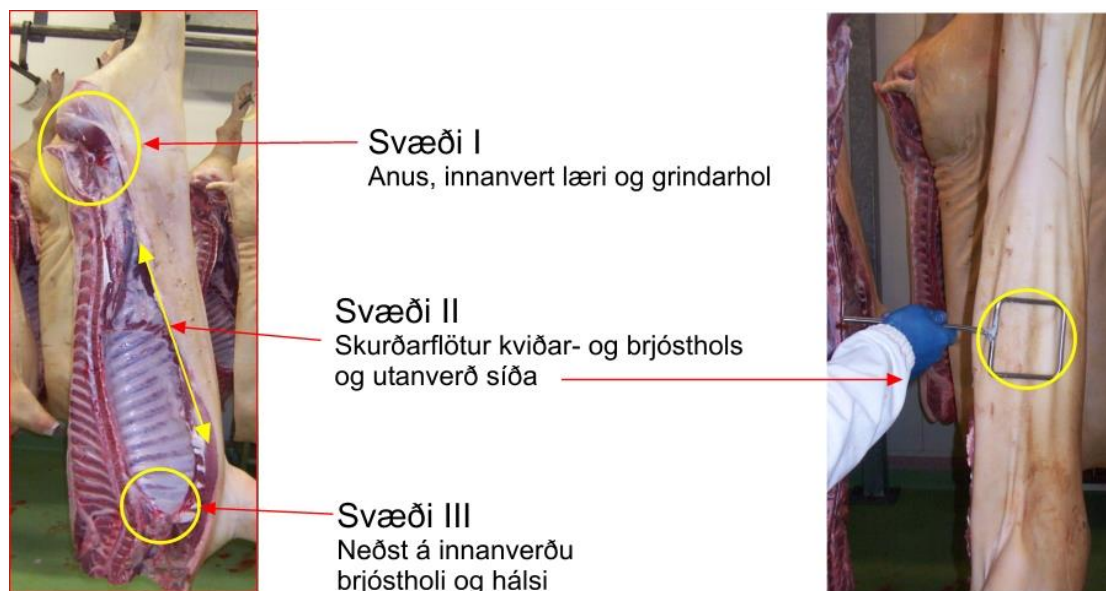 Svæði I
Anus, innanvert læri og grindarhol
Svæði II
Skurðarflötur kviðar- og brjósthols
og utanverð síða
Svæði III
Neðst á innanverðu
brjóstholi og hálsi